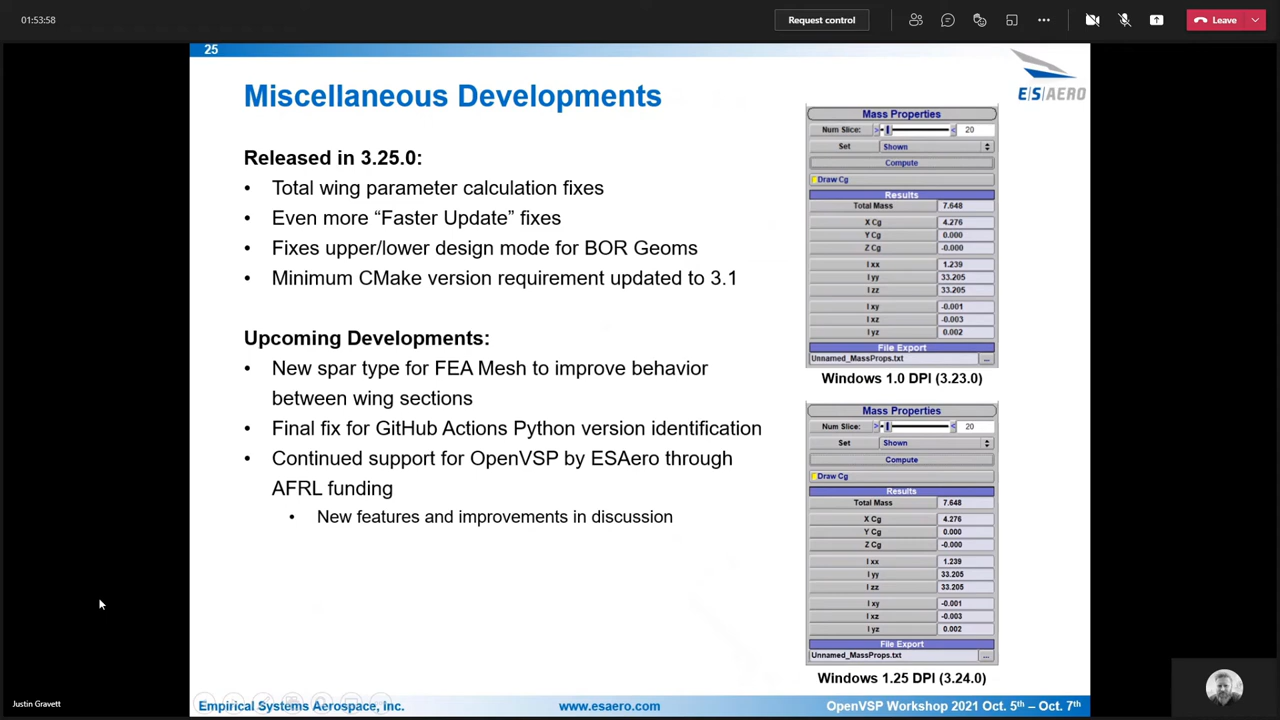 01:53:58
Request control
Leave
25
Miscellaneous Developments
E|S|AERO
Released in 3.25.0:
• Total wing parameter calculation fixes
• Even more “Faster Update” fixes
• Fixes upper/lower design mode for BOR Geoms
• Minimum CMake version requirement updated to 3.1
Upcoming Developments:
• New spar type for FEA Mesh to improve behavior
between wing sections
• Final fix for GitHub Actions Python version identification
• Continued support for OpenVSP by ESAero through
AFRL funding
• New features and improvements in discussion
Mass Properties
Num Slice: > < 20
Set Shown
Compute
Draw Cg
Results
Total Mass 7.648
X Cg 4.276
Y Cg 0.000
Z Cg -0.000
I xx 1.239
I yy 33.205
I zz 33.205
I xy -0.001
I xz -0.003
I yz 0.002
File Export
Unnamed_MassProps.txt ...
Windows 1.0 DPI (3.23.0)
Mass Properties
Num Slice: > < 20
Set Shown
Compute
Draw Cg
Results
Total Mass 7.648
X Cg 4.276
Y Cg 0.000
Z Cg -0.000
I xx 1.239
I yy 33.205
I zz 33.205
I xy -0.001
I xz -0.003
I yz 0.002
File Export
Unnamed_MassProps.txt ...
Windows 1.25 DPI (3.24.0)
Justin Gravett
Empirical Systems Aerospace, inc.
www.esaero.com
OpenVSP Workshop 2021 Oct. 5th – Oct. 7th